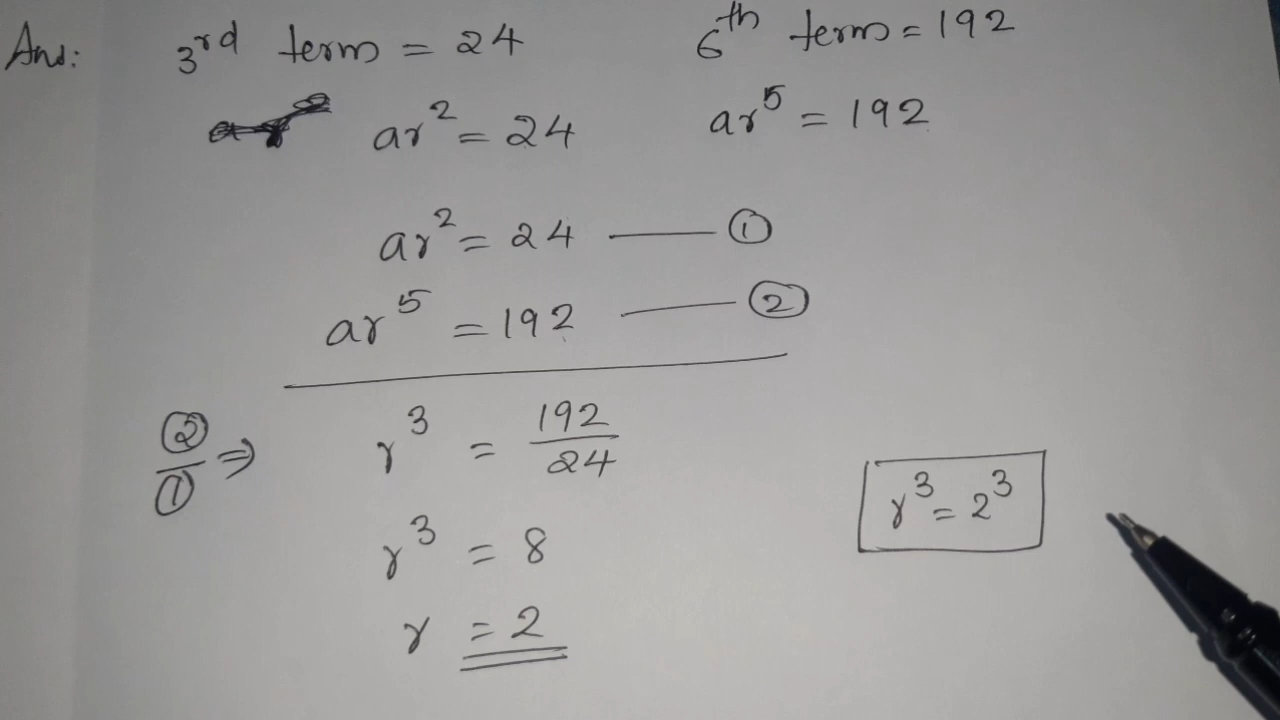 Ans: 3rd term = 24 6th term = 192
ar² = 24 ar⁵ = 192
ar² = 24 —— ①
ar⁵ = 192 —— ②
②/① ⇒ r³ = 192/24
r³ = 2³
r³ = 8
r = 2